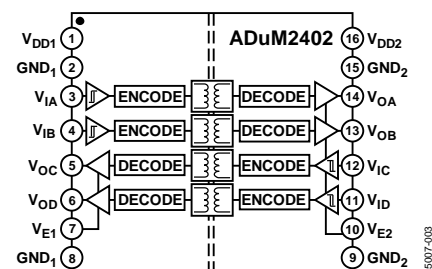 ADuM2402
VDD1 1 16 VDD2
GND1 2 15 GND2
VIA 3 ENCODE DECODE 14 VOA
VIB 4 ENCODE DECODE 13 VOB
VOC 5 DECODE ENCODE 12 VIC
VOD 6 DECODE ENCODE 11 VID
VE1 7 10 VE2
GND1 8 9 GND2
5007-003